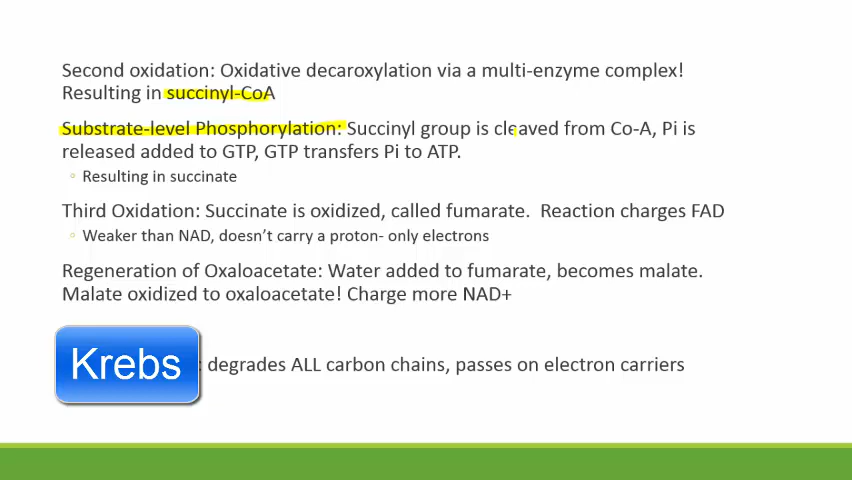 Second oxidation: Oxidative decaroxylation via a multi-enzyme complex!
Resulting in succinyl-CoA
Substrate-level Phosphorylation: Succinyl group is cleaved from Co-A, Pi is
released added to GTP, GTP transfers Pi to ATP.
Resulting in succinate
Third Oxidation: Succinate is oxidized, called fumarate. Reaction charges FAD
Weaker than NAD, doesn't carry a proton- only electrons
Regeneration of Oxaloacetate: Water added to fumarate, becomes malate.
Malate oxidized to oxaloacetate! Charge more NAD+
Krebs : degrades ALL carbon chains, passes on electron carriers